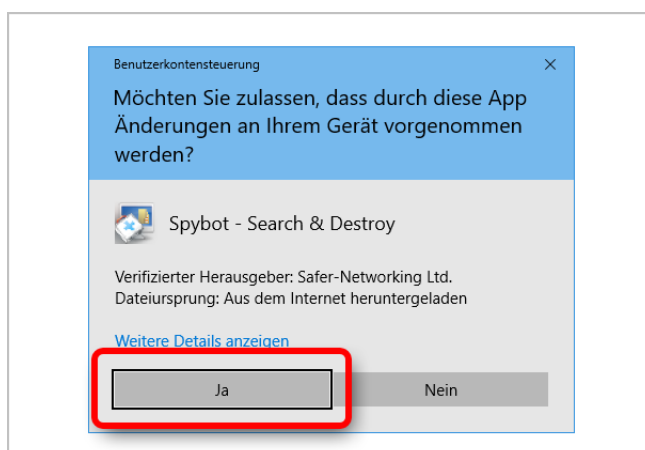 Benutzerkontensteuerung
Möchten Sie zulassen, dass durch diese App
Änderungen an Ihrem Gerät vorgenommen
werden?
Spybot - Search & Destroy
Verifizierter Herausgeber: Safer-Networking Ltd.
Dateiursprung: Aus dem Internet heruntergeladen
Weitere Details anzeigen
Ja Nein